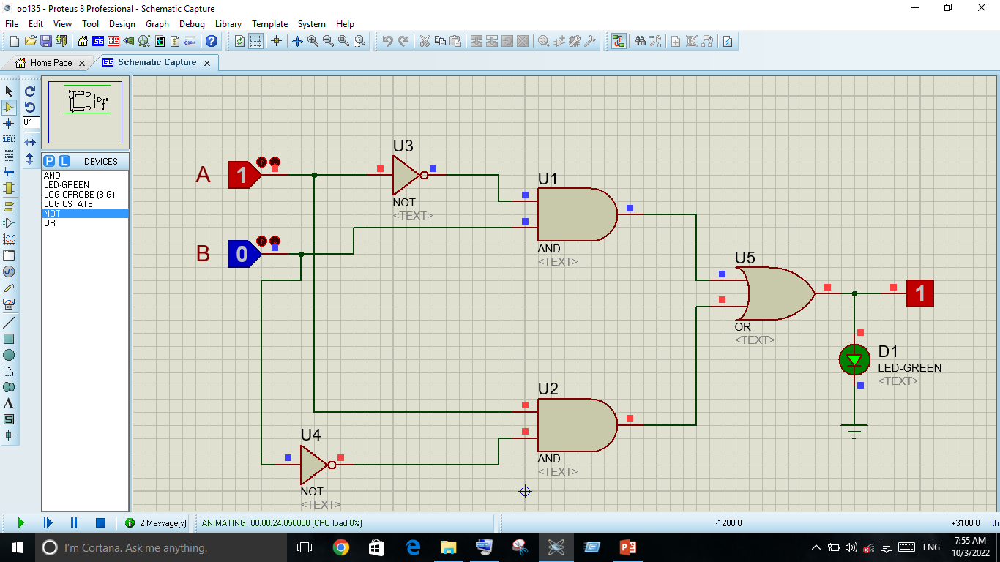 oo135 - Proteus 8 Professional - Schematic Capture
File Edit View Tool Design Graph Debug Library Template System Help
Home Page
Schematic Capture
0°
LBL
P L DEVICES
AND
LED-GREEN
LOGICPROBE (BIG)
LOGICSTATE
NOT
OR
A
1
U3
NOT
<TEXT>
U1
AND
<TEXT>
B
0
U5
OR
<TEXT>
1
D1
LED-GREEN
<TEXT>
U2
AND
<TEXT>
U4
NOT
<TEXT>
2 Message(s)
ANIMATING: 00:00:24.050000 (CPU load 0%)
-1200.0
+3100.0
th
I'm Cortana. Ask me anything.
ENG
7:55 AM
10/3/2022